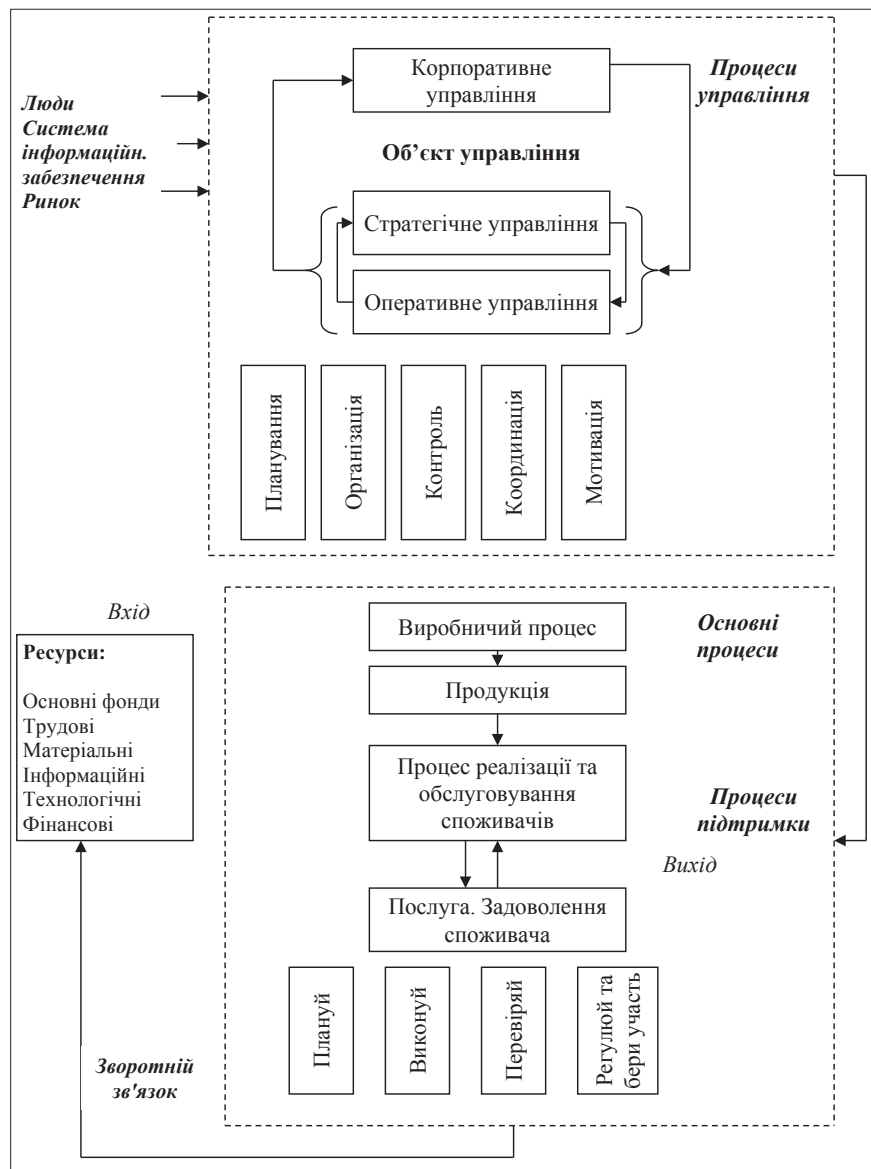 Корпоративне
управління
Процеси
управління
Люди
Система
інформаційн.
забезпечення
Ринок
Об’єкт управління
Стратегічне управління
Оперативне управління
Планування
Організація
Контроль
Координація
Мотивація
Вхід
Ресурси:
Основні фонди
Трудові
Матеріальні
Інформаційні
Технологічні
Фінансові
Виробничий процес
Основні
процеси
Продукція
Процес реалізації та
обслуговування
споживачів
Процеси
підтримки
Вихід
Послуга. Задоволення
споживача
Плануй
Виконуй
Перевіряй
Регулюй та
бери участь
Зворотній
зв'язок